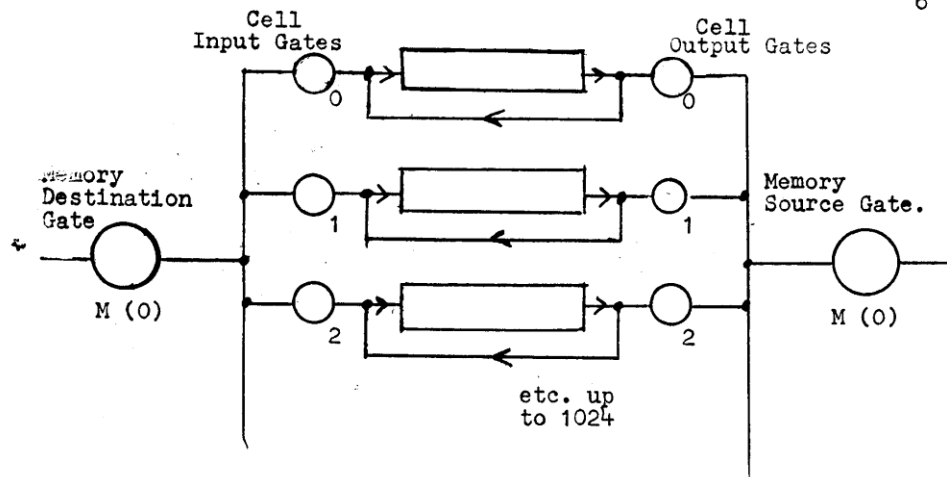 6
Cell
Input Gates
Cell
Output Gates
0
0
Memory
Destination
Gate
1
1
Memory
Source Gate.
M (0)
2
2
M (0)
etc. up
to 1024